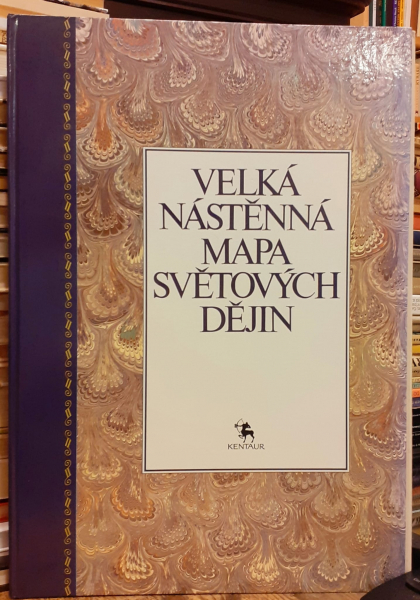 VELKÁ
NÁSTĚNNÁ
MAPA
SVĚTOVÝCH
DĚJIN
KENTAUR